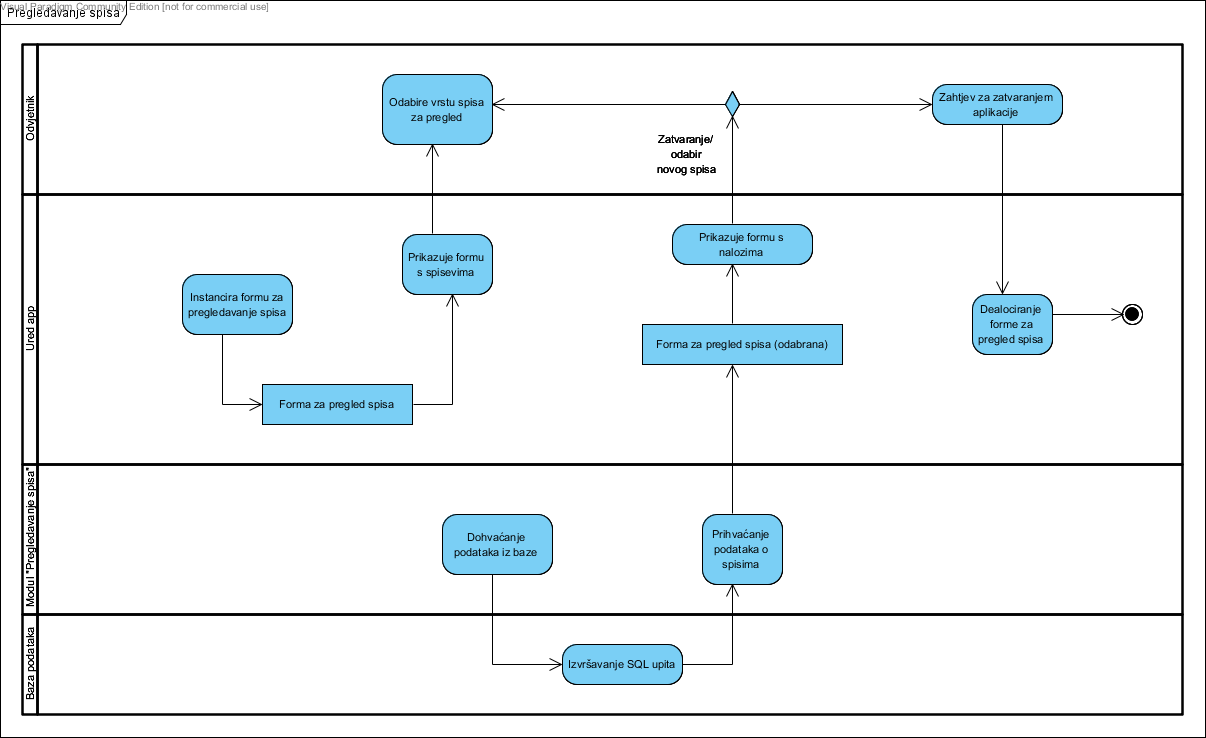 Visual Paradigm Community Edition [not for commercial use]
Pregledavanje spisa
Odvjetnik
Odabire vrstu spisa
za pregled
Zahtjev za zatvaranjem
aplikacije
Zatvaranje/
odabir
novog spisa
Ured app
Prikazuje formu
s spisevima
Prikazuje formu s
nalozima
Instancira formu za
pregledavanje spisa
Dealociranje
forme za
pregled spisa
Forma za pregled spisa (odabrana)
Forma za pregled spisa
Modul "Pregledavanje spisa"
Dohvaćanje
podataka iz baze
Prihvaćanje
podataka o
spisima
Baza podataka
Izvršavanje SQL upita